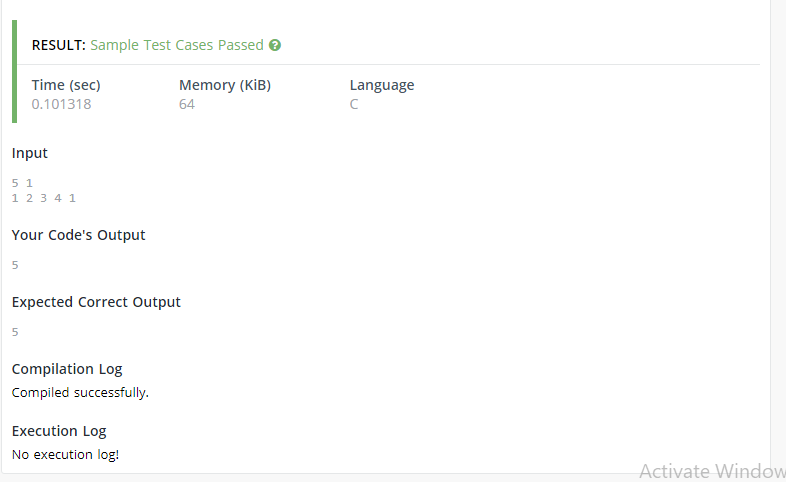 RESULT: Sample Test Cases Passed ?
Time (sec) Memory (KiB) Language
0.101318 64 C
Input
5 1
1 2 3 4 1
Your Code's Output
5
Expected Correct Output
5
Compilation Log
Compiled successfully.
Execution Log
No execution log!
Activate Window